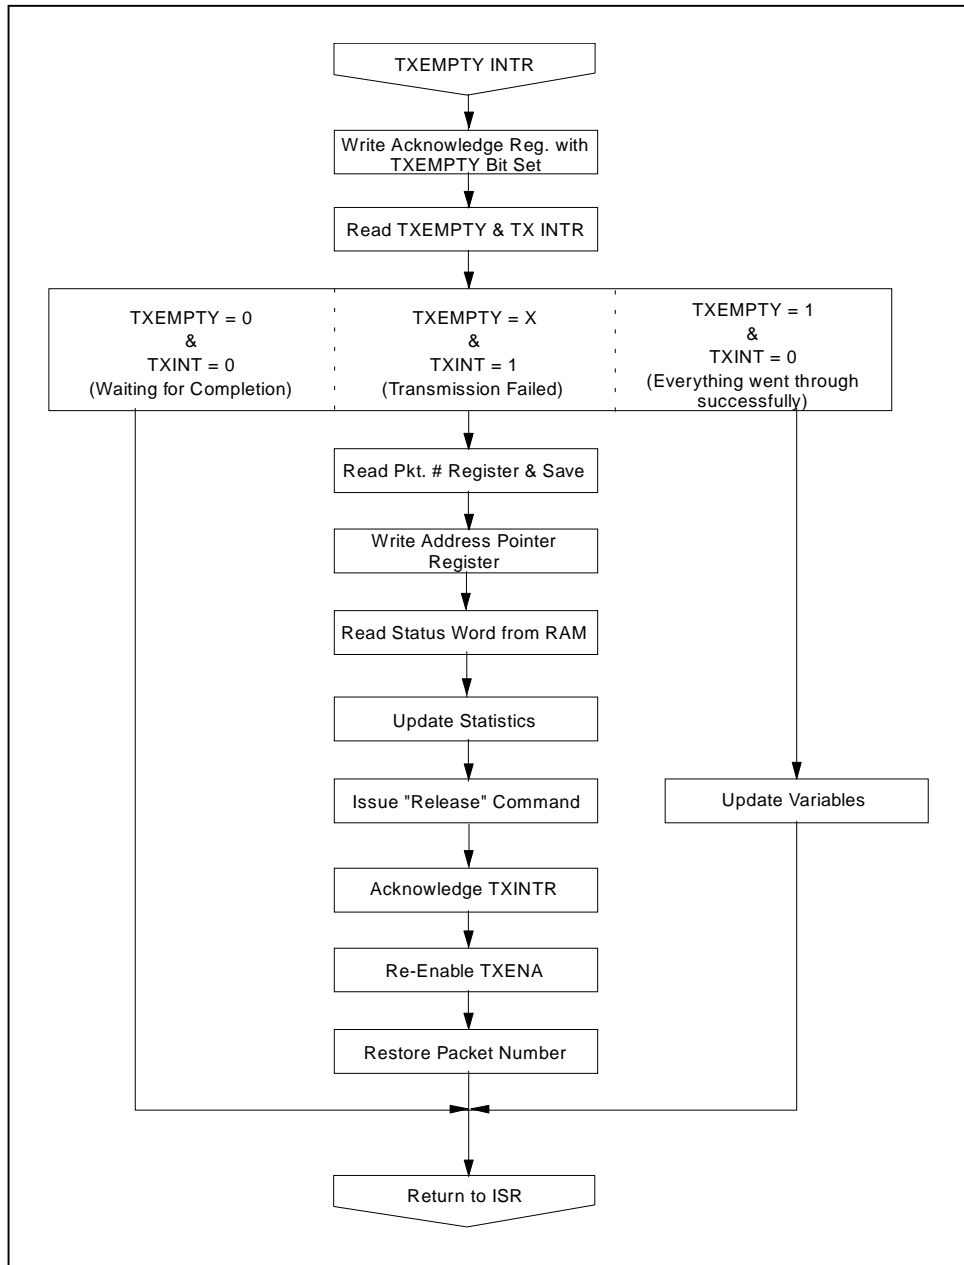 TXEMPTY INTR
Write Acknowledge Reg. with
TXEMPTY Bit Set
Read TXEMPTY & TX INTR
TXEMPTY = 0
&
TXINT = 0
(Waiting for Completion)
TXEMPTY = X
&
TXINT = 1
(Transmission Failed)
TXEMPTY = 1
&
TXINT = 0
(Everything went through
successfully)
Read Pkt. # Register & Save
Write Address Pointer
Register
Read Status Word from RAM
Update Statistics
Issue "Release" Command
Update Variables
Acknowledge TXINTR
Re-Enable TXENA
Restore Packet Number
Return to ISR